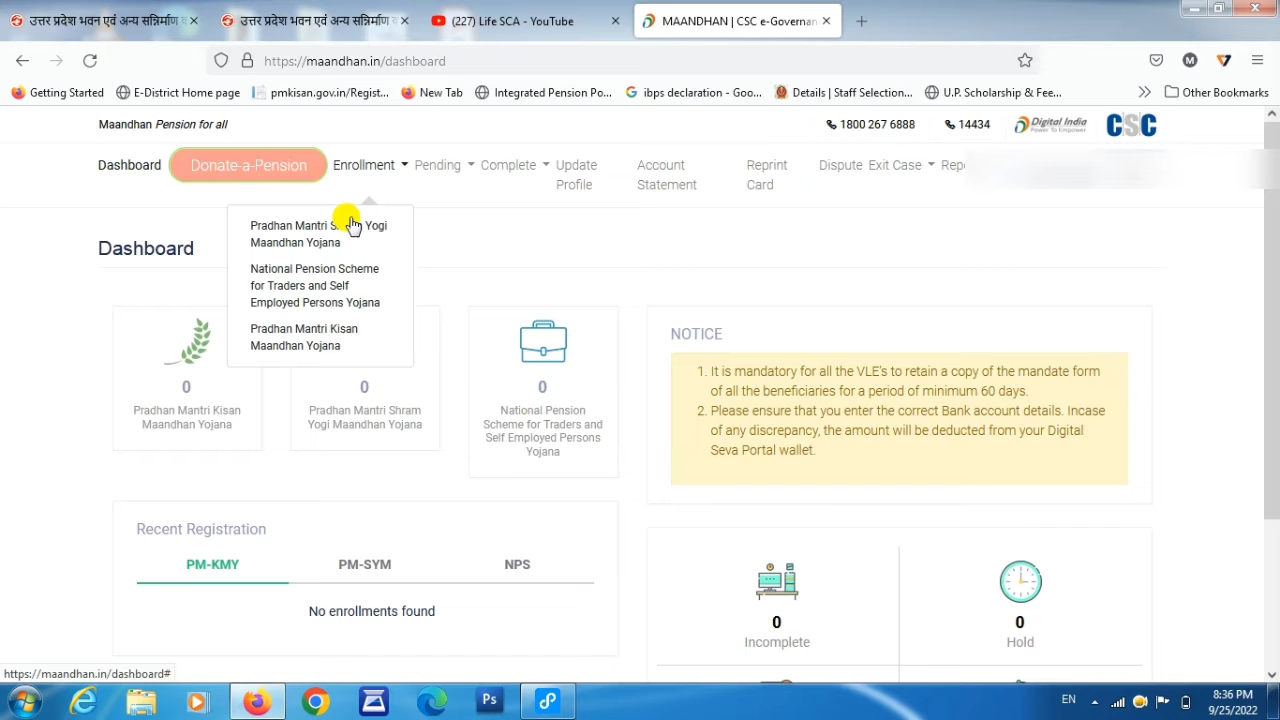 उत्तर प्रदेश भवन एवं अन्य सन्निर्माण
उत्तर प्रदेश भवन एवं अन्य सन्निर्माण
(227) Life SCA - YouTube
MAANDHAN | CSC e-Governan
https://maandhan.in/dashboard
Getting Started
E-District Home page
pmkisan.gov.in/Regist...
New Tab
Integrated Pension Po...
ibps declaration - Goo...
Details | Staff Selection...
U.P. Scholarship & Fee...
Other Bookmarks
Maandhan Pension for all
1800 267 6888
14434
Digital India
Power To Empower
CSC
Dashboard
Donate-a-Pension
Enrollment
Pending
Complete
Update
Profile
Account
Statement
Reprint
Card
Dispute
Exit Case
Repo
Pradhan Mantri Yogi
Maandhan Yojana
National Pension Scheme
for Traders and Self
Employed Persons Yojana
Pradhan Mantri Kisan
Maandhan Yojana
Dashboard
0
Pradhan Mantri Kisan
Maandhan Yojana
0
Pradhan Mantri Shram
Yogi Maandhan Yojana
0
National Pension
Scheme for Traders and
Self Employed Persons
Yojana
NOTICE
1. It is mandatory for all the VLE's to retain a copy of the mandate form
of all the beneficiaries for a period of minimum 60 days.
2. Please ensure that you enter the correct Bank account details. Incase
of any discrepancy, the amount will be deducted from your Digital
Seva Portal wallet.
Recent Registration
PM-KMY
PM-SYM
NPS
No enrollments found
0
Incomplete
0
Hold
https://maandhan.in/dashboard#
Ps
EN
8:36 PM
9/25/2022